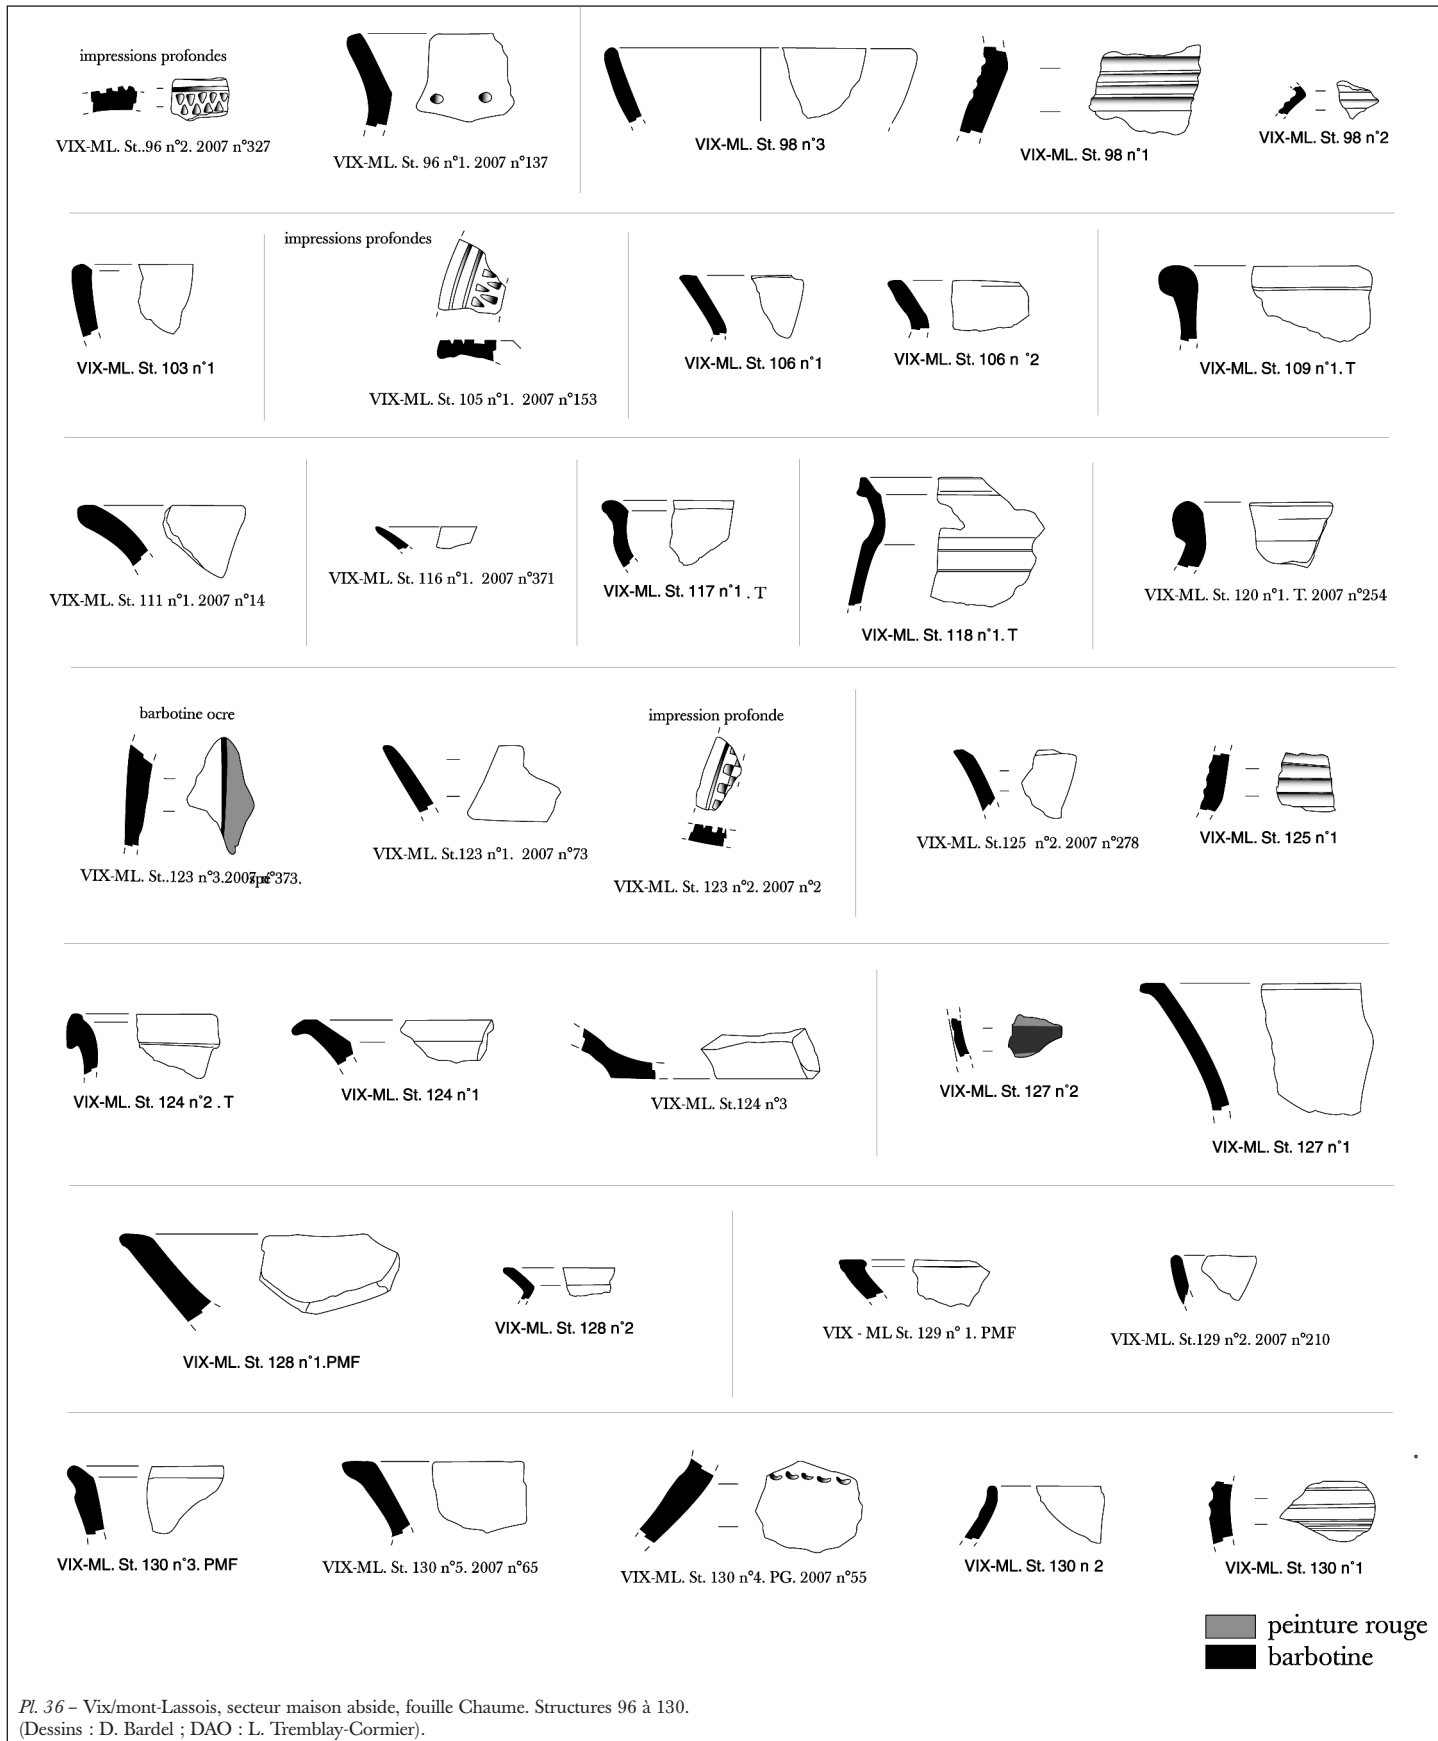 impressions profondes
VIX-ML. St..96 n°2. 2007 n°327
VIX-ML. St. 96 n°1. 2007 n°137
VIX-ML. St. 98 n°3
VIX-ML. St. 98 n°1
VIX-ML. St. 98 n°2
VIX-ML. St. 103 n°1
impressions profondes
VIX-ML. St. 105 n°1. 2007 n°153
VIX-ML. St. 106 n°1
VIX-ML. St. 106 n °2
VIX-ML. St. 109 n°1. T
VIX-ML. St. 111 n°1. 2007 n°14
VIX-ML. St. 116 n°1. 2007 n°371
VIX-ML. St. 117 n°1 . T
VIX-ML. St. 118 n°1. T
VIX-ML. St. 120 n°1. T. 2007 n°254
barbotine ocre
VIX-ML. St..123 n°3.2007 n°373.
VIX-ML. St.123 n°1. 2007 n°73
impression profonde
VIX-ML. St. 123 n°2. 2007 n°2
VIX-ML. St.125 n°2. 2007 n°278
VIX-ML. St. 125 n°1
VIX-ML. St. 124 n°2 . T
VIX-ML. St. 124 n°1
VIX-ML. St.124 n°3
VIX-ML. St. 127 n°2
VIX-ML. St. 127 n°1
VIX-ML. St. 128 n°1.PMF
VIX-ML. St. 128 n°2
VIX - ML St. 129 n° 1. PMF
VIX-ML. St.129 n°2. 2007 n°210
VIX-ML. St. 130 n°3. PMF
VIX-ML. St. 130 n°5. 2007 n°65
VIX-ML. St. 130 n°4. PG. 2007 n°55
VIX-ML. St. 130 n 2
VIX-ML. St. 130 n°1
peinture rouge
barbotine
Pl. 36 – Vix/mont-Lassois, secteur maison abside, fouille Chaume. Structures 96 à 130.
(Dessins : D. Bardel ; DAO : L. Tremblay-Cormier).